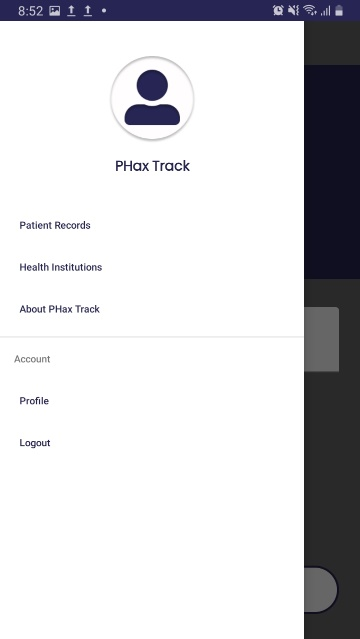 8:52
PHax Track
Patient Records
Health Institutions
About PHax Track
Account
Profile
Logout